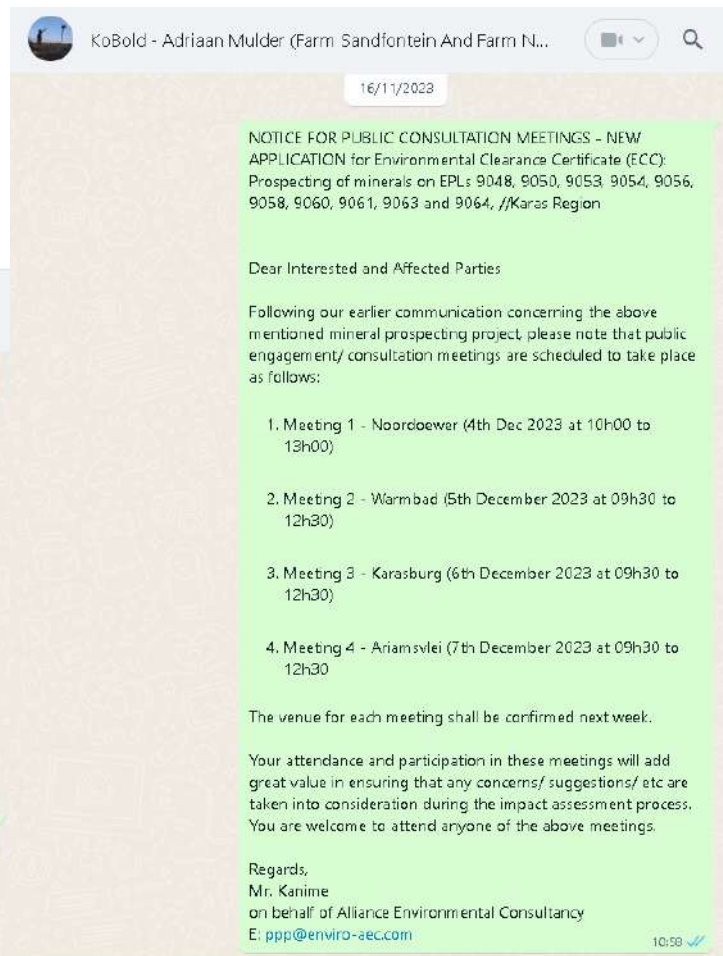 KoBold - Adriaan Mulder (Farm Sandfontein And Farm N...
16/11/2023
NOTICE FOR PUBLIC CONSULTATION MEETINGS - NEW
APPLICATION for Environmental Clearance Certificate (ECC):
Prospecting of minerals on EPLs 9048, 9050, 9053, 9054, 9056,
9058, 9060, 9061, 9063 and 9064, //Karas Region
Dear Interested and Affected Parties
Following our earlier communication concerning the above
mentioned mineral prospecting project, please note that public
engagement/ consultation meetings are scheduled to take place
as follows:
1. Meeting 1 - Noordoewer (4th Dec 2023 at 10h00 to
13h00)
2. Meeting 2 - Warmbad (5th December 2023 at 09h30 to
12h30)
3. Meeting 3 - Karasburg (6th December 2023 at 09h30 to
12h30)
4. Meeting 4 - Ariamsvlei (7th December 2023 at 09h30 to
12h30
The venue for each meeting shall be confirmed next week.
Your attendance and participation in these meetings will add
great value in ensuring that any concerns/ suggestions/ etc are
taken into consideration during the impact assessment process.
You are welcome to attend anyone of the above meetings.
Regards,
Mr. Kanime
on behalf of Alliance Environmental Consultancy
E: ppp@enviro-aec.com
10:58